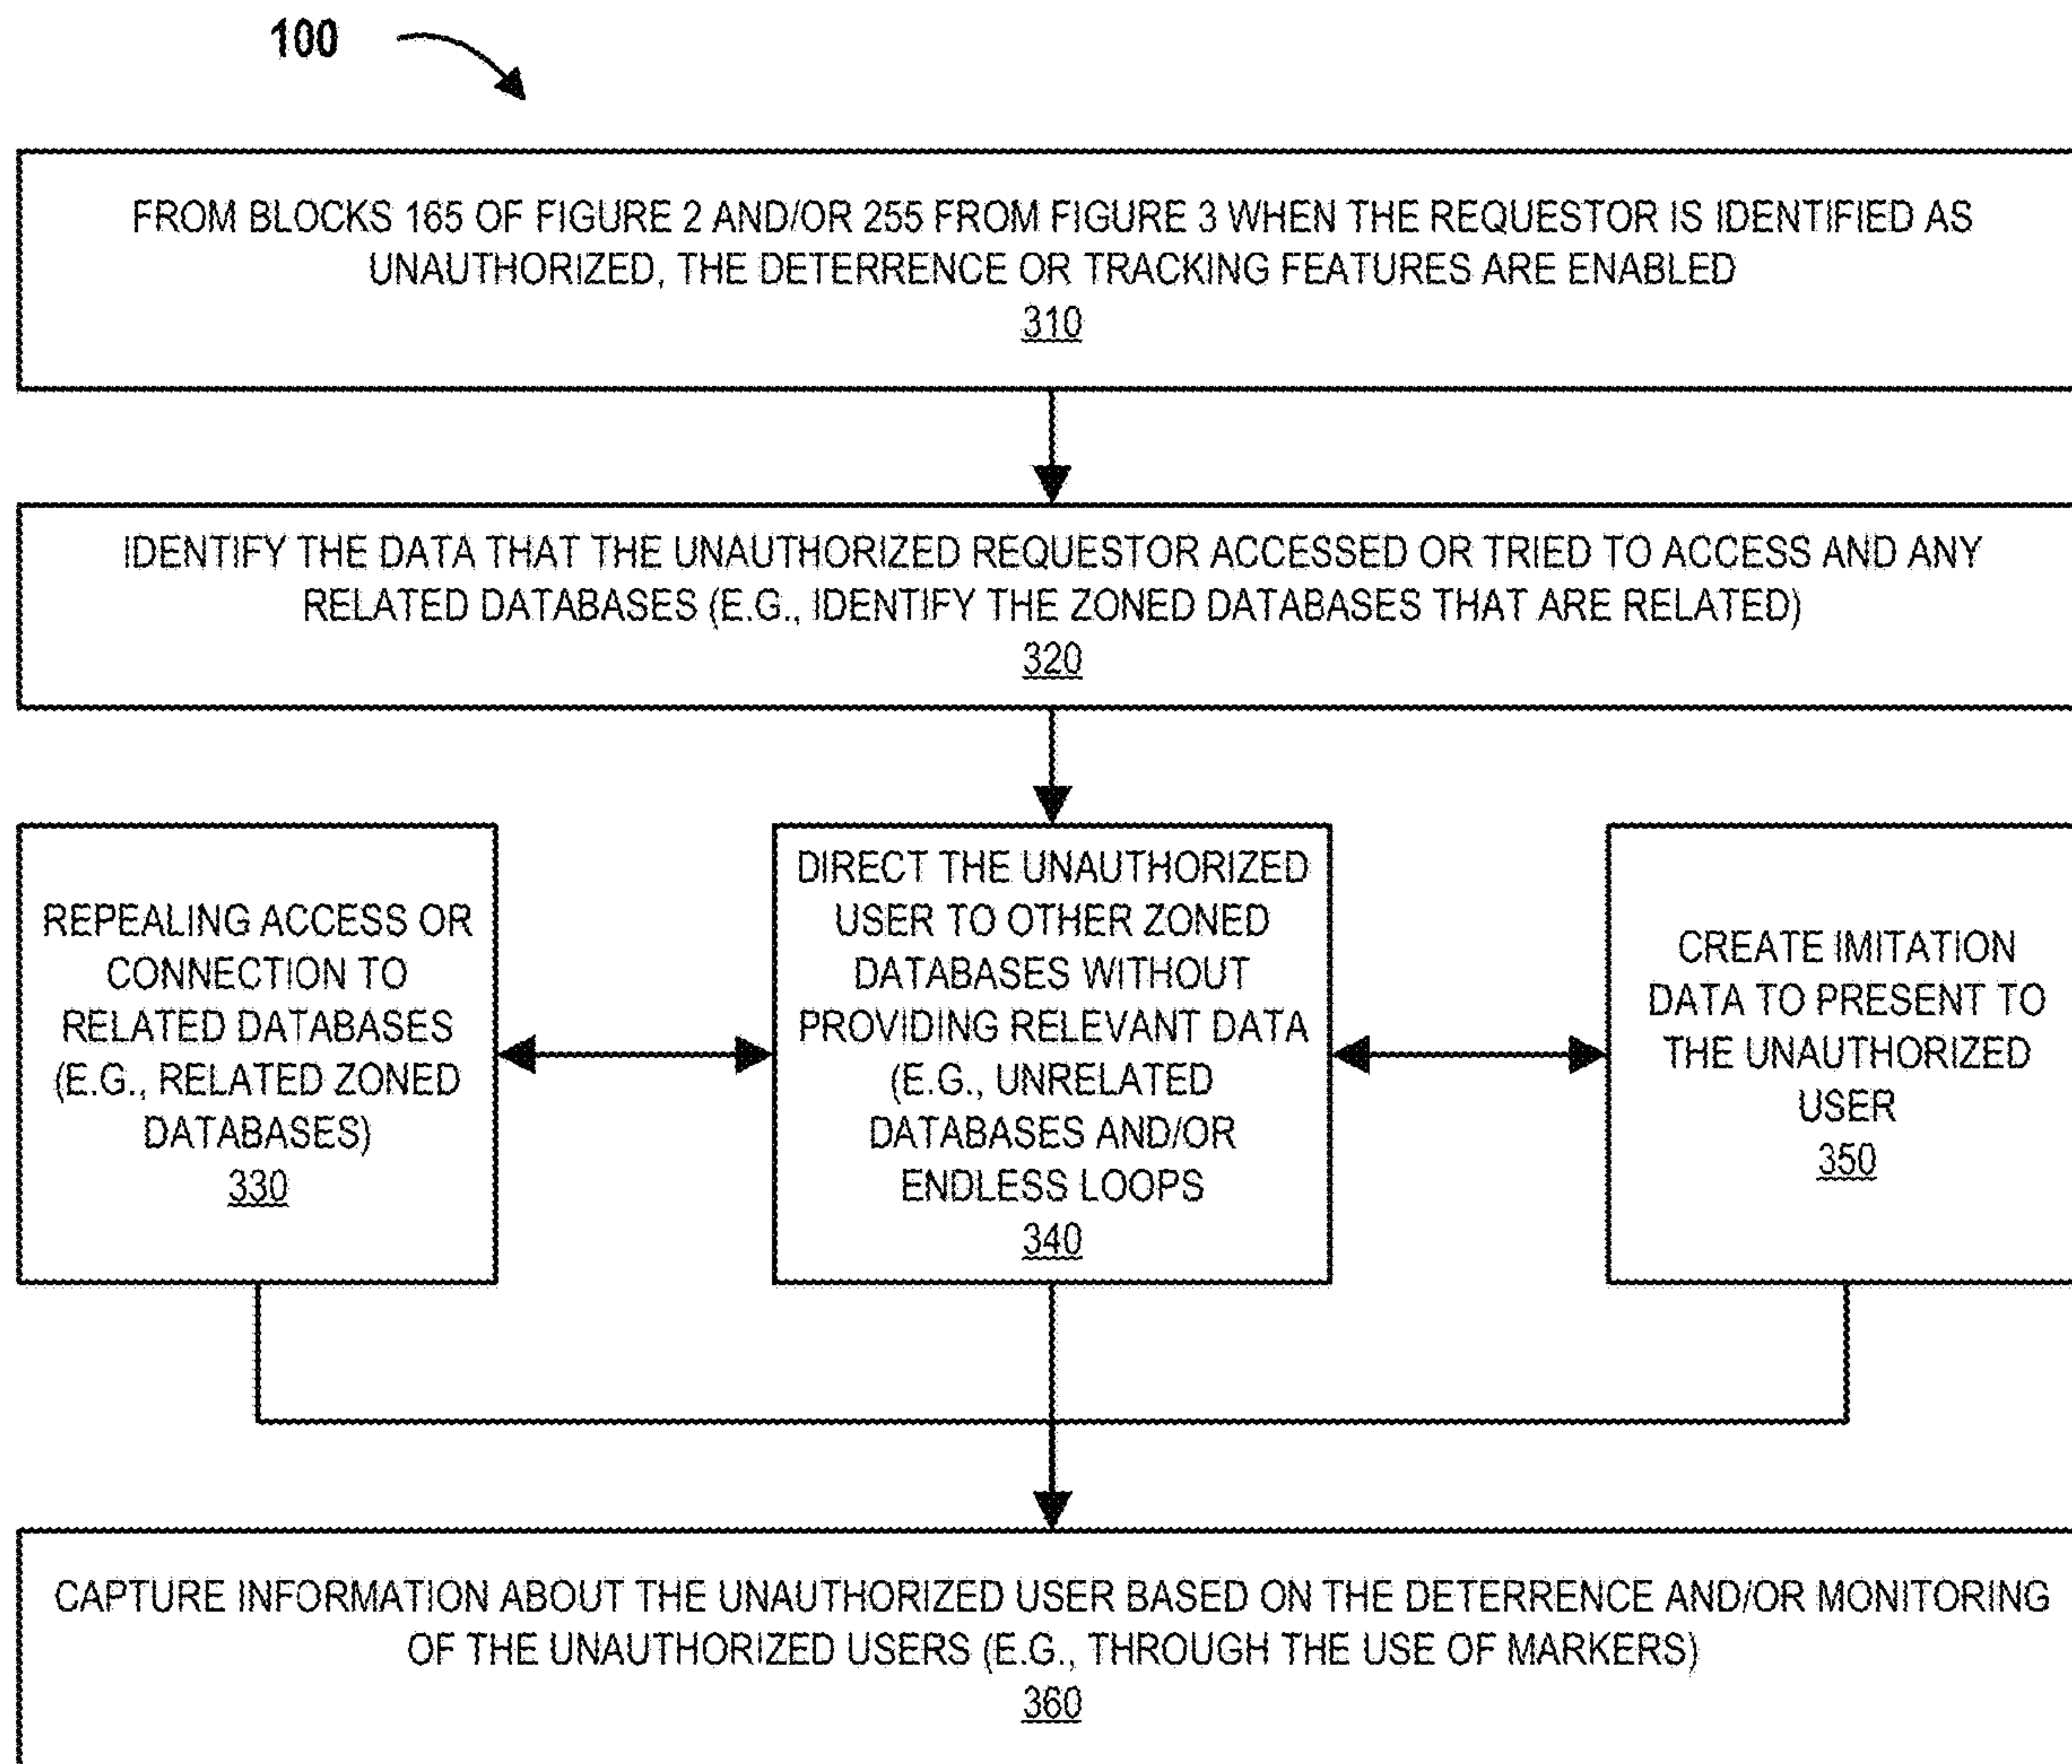 100
FROM BLOCKS 165 OF FIGURE 2 AND/OR 255 FROM FIGURE 3 WHEN THE REQUESTOR IS IDENTIFIED AS
UNAUTHORIZED, THE DETERRENCE OR TRACKING FEATURES ARE ENABLED
310
IDENTIFY THE DATA THAT THE UNAUTHORIZED REQUESTOR ACCESSED OR TRIED TO ACCESS AND ANY
RELATED DATABASES (E.G., IDENTIFY THE ZONED DATABASES THAT ARE RELATED)
320
REPEALING ACCESS OR
CONNECTION TO
RELATED DATABASES
(E.G., RELATED ZONED
DATABASES)
330
DIRECT THE UNAUTHORIZED
USER TO OTHER ZONED
DATABASES WITHOUT
PROVIDING RELEVANT DATA
(E.G., UNRELATED
DATABASES AND/OR
ENDLESS LOOPS
340
CREATE IMITATION
DATA TO PRESENT TO
THE UNAUTHORIZED
USER
350
CAPTURE INFORMATION ABOUT THE UNAUTHORIZED USER BASED ON THE DETERRENCE AND/OR MONITORING
OF THE UNAUTHORIZED USERS (E.G., THROUGH THE USE OF MARKERS)
360